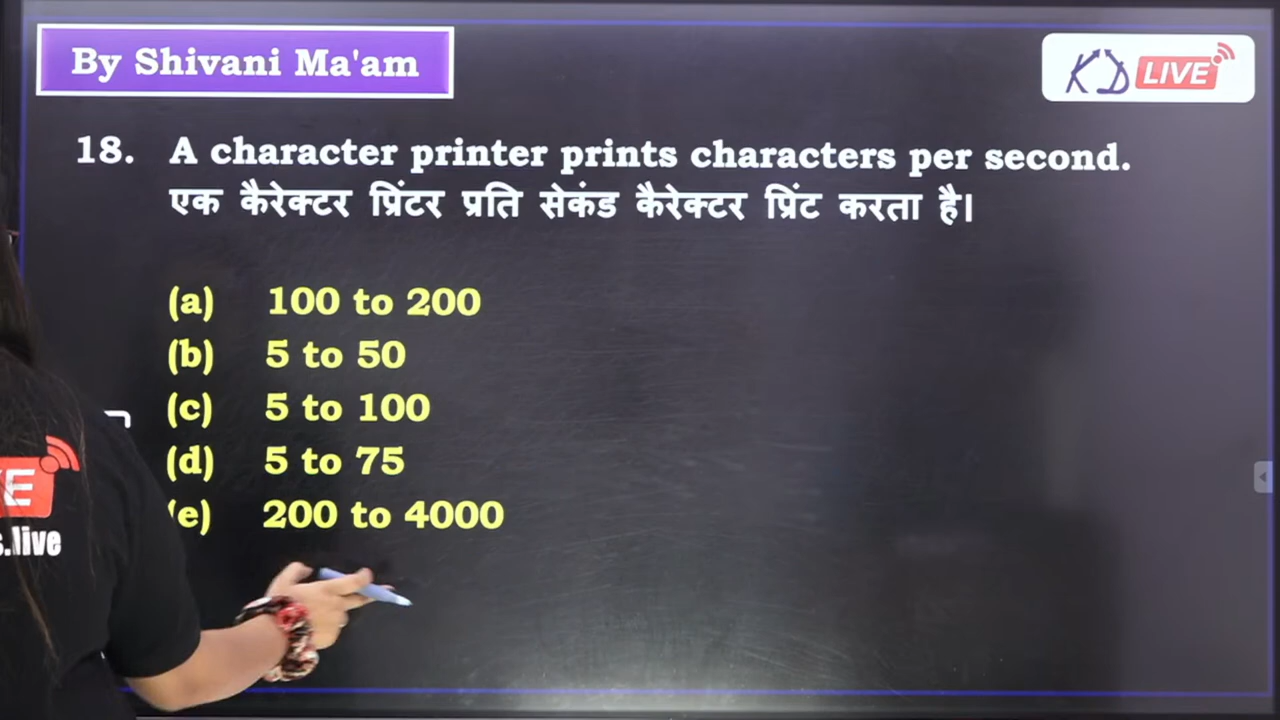 By Shivani Ma'am
KD LIVE
18. A character printer prints characters per second.
एक कैरेक्टर प्रिंटर प्रति सेकंड कैरेक्टर प्रिंट करता है।
(a) 100 to 200
(b) 5 to 50
(c) 5 to 100
(d) 5 to 75
(e) 200 to 4000
E
s.live